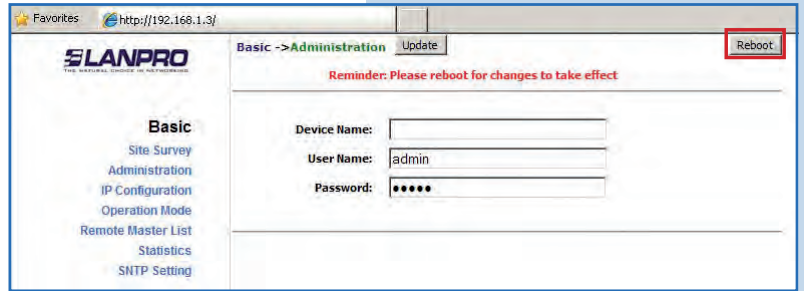 Favorites http://192.168.1.3/
LANPRO
THE NATURAL CHOICE IN NETWORKING
Basic ->Administration Update Reboot
Reminder: Please reboot for changes to take effect
Basic
Site Survey
Administration
IP Configuration
Operation Mode
Remote Master List
Statistics
SNTP Setting
Device Name:
User Name: admin
Password: •••••